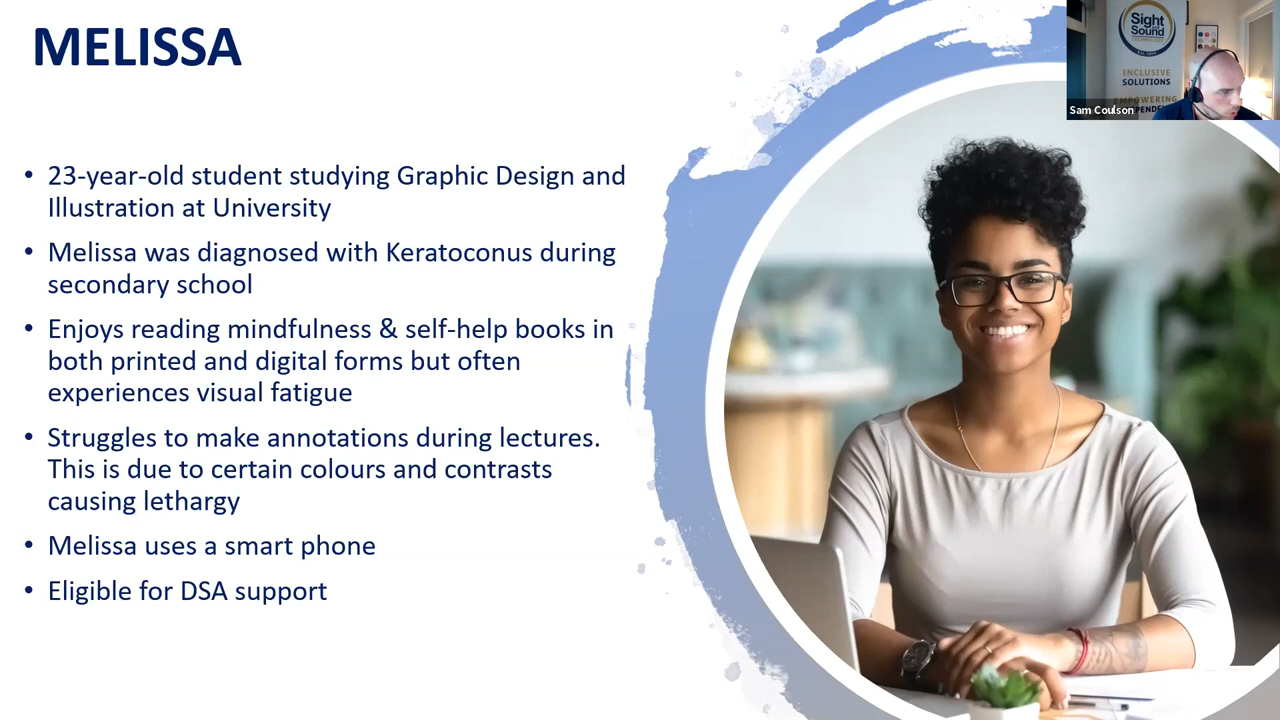 MELISSA
• 23-year-old student studying Graphic Design and
Illustration at University
• Melissa was diagnosed with Keratoconus during
secondary school
• Enjoys reading mindfulness & self-help books in
both printed and digital forms but often
experiences visual fatigue
• Struggles to make annotations during lectures.
This is due to certain colours and contrasts
causing lethargy
• Melissa uses a smart phone
• Eligible for DSA support
Sight
Sound
INCLUSIVE
SOLUTIONS
Sam Coulson